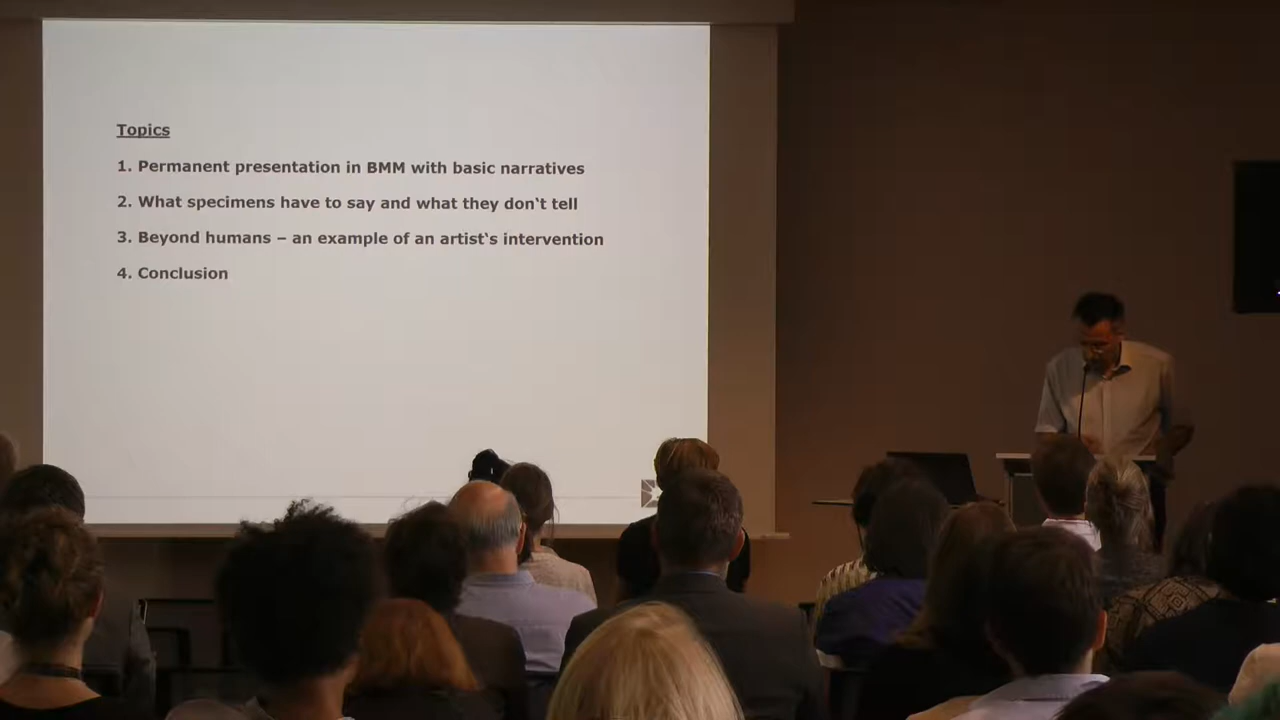 Topics
1. Permanent presentation in BMM with basic narratives
2. What specimens have to say and what they don‘t tell
3. Beyond humans – an example of an artist‘s intervention
4. Conclusion